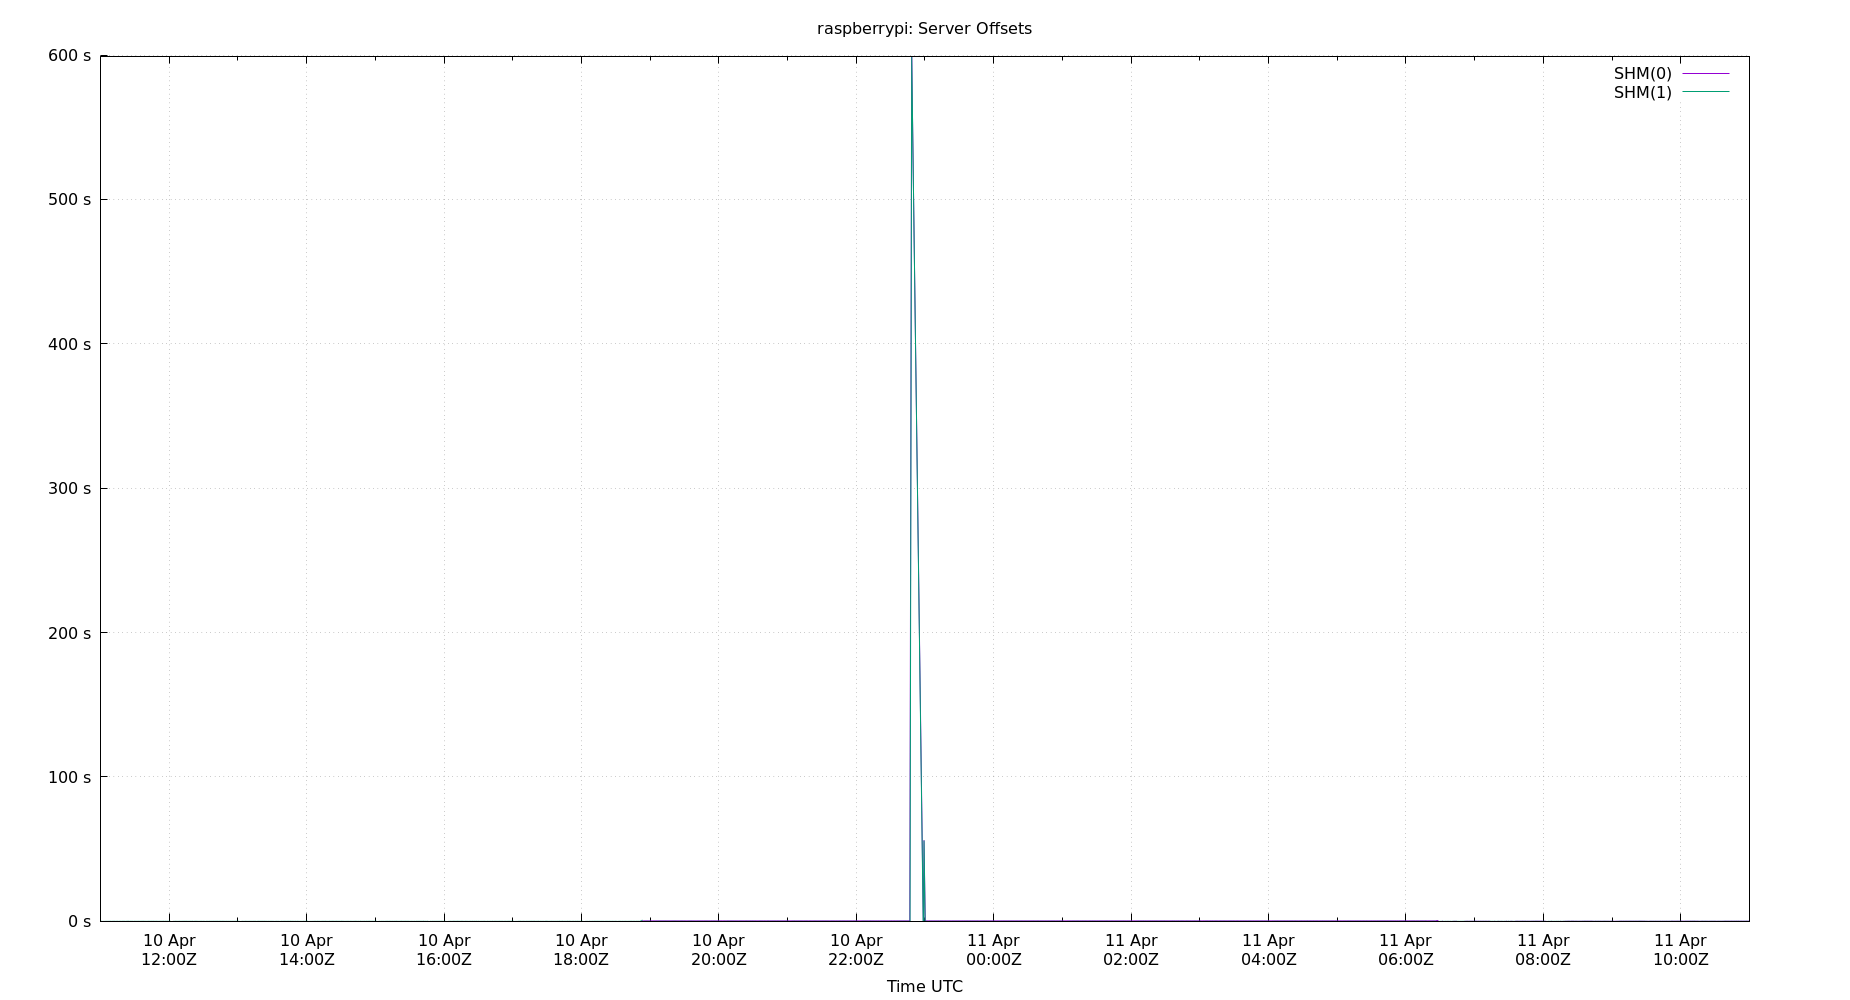 raspberrypi: Server Offsets
600 s
SHM(0)
SHM(1)
500 s
400 s
300 s
200 s
100 s
0 s
10 Apr 10 Apr 10 Apr 10 Apr 10 Apr 10 Apr 11 Apr 11 Apr 11 Apr 11 Apr 11 Apr 11 Apr
12:00Z 14:00Z 16:00Z 18:00Z 20:00Z 22:00Z 00:00Z 02:00Z 04:00Z 06:00Z 08:00Z 10:00Z
Time UTC